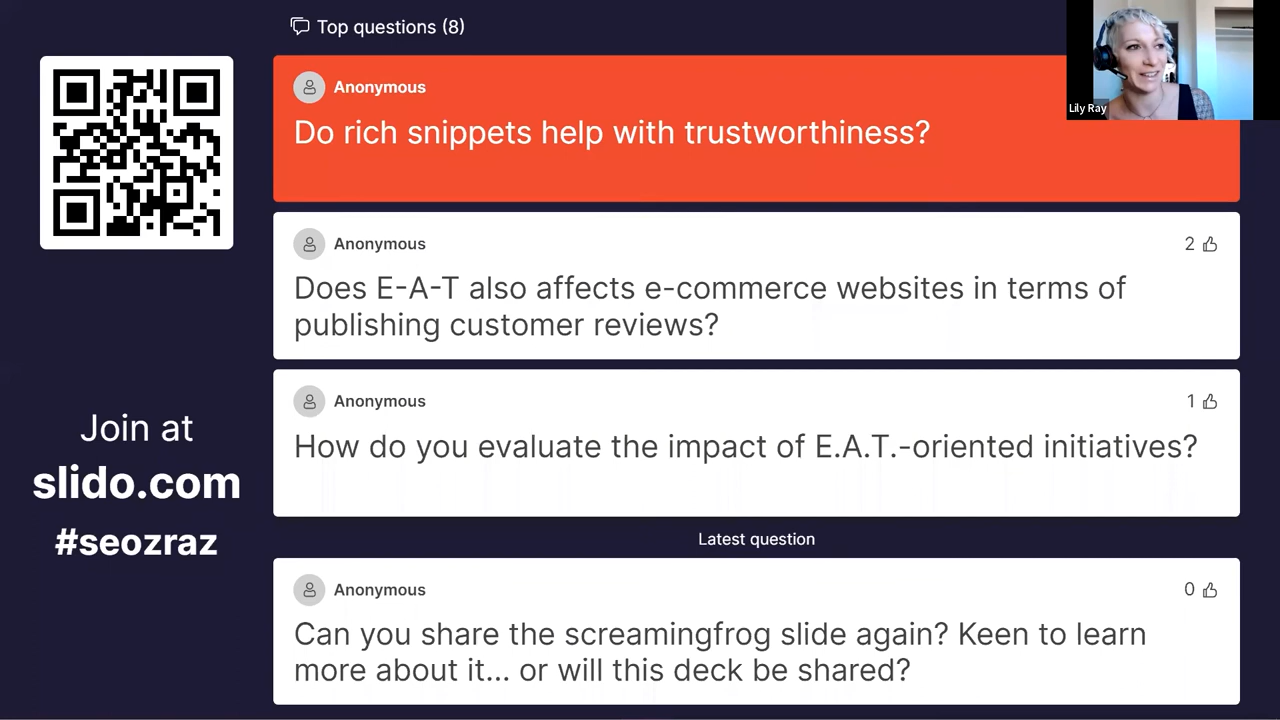 Top questions (8)
Anonymous
Do rich snippets help with trustworthiness?
Lily Ray
Anonymous
2
Does E-A-T also affects e-commerce websites in terms of
publishing customer reviews?
Anonymous
1
How do you evaluate the impact of E.A.T.-oriented initiatives?
Latest question
Anonymous
0
Can you share the screamingfrog slide again? Keen to learn
more about it... or will this deck be shared?
Join at
slido.com
#seozraz